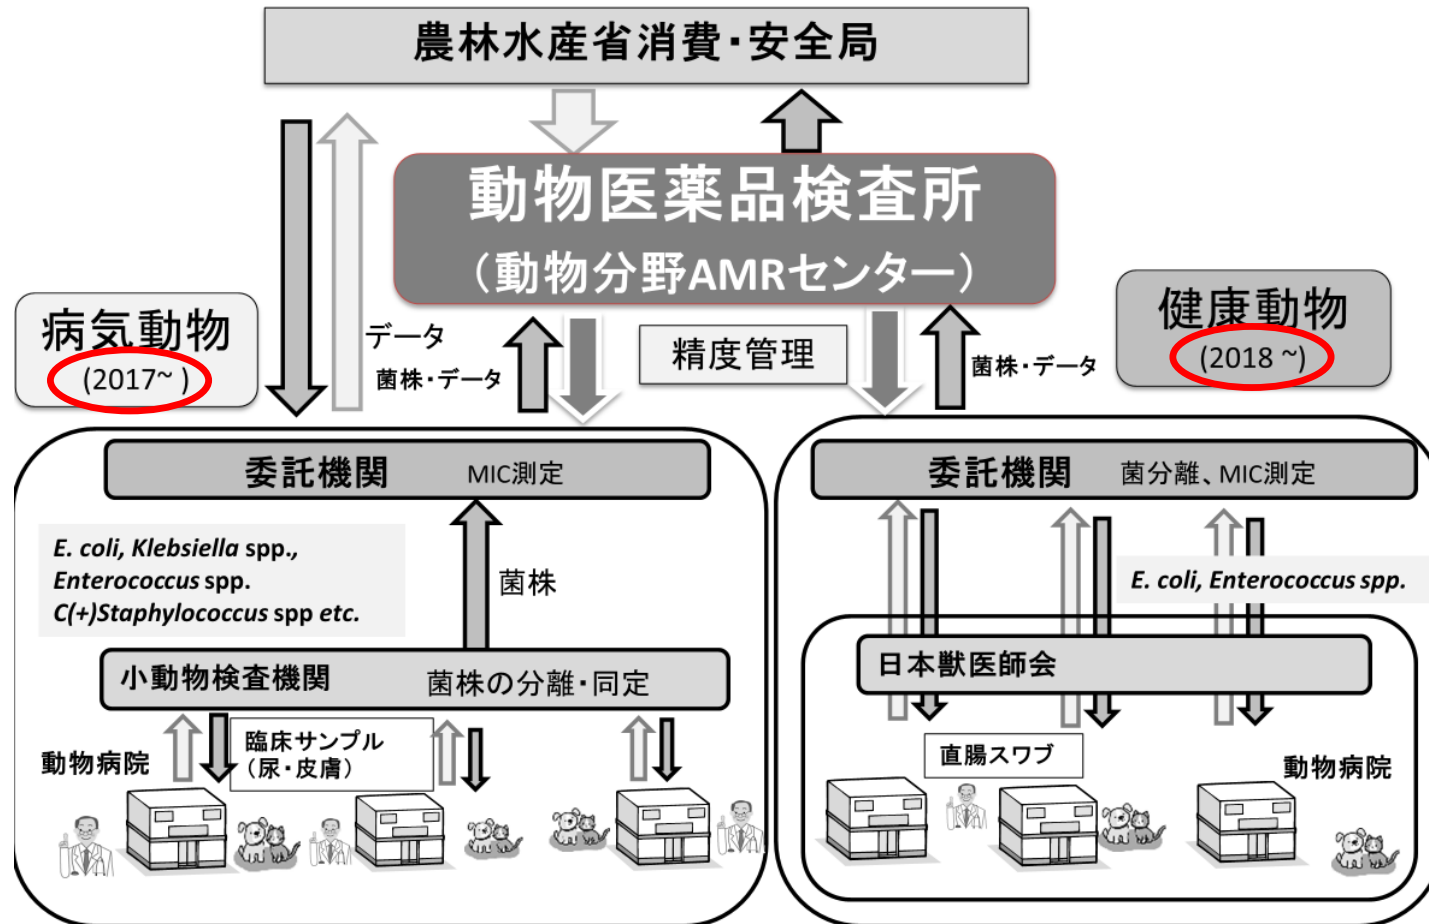 農林水産省消費・安全局
動物医薬品検査所
（動物分野AMRセンター）
病気動物
(2017~ )
データ
菌株・データ
精度管理
菌株・データ
健康動物
(2018 ~)
委託機関 MIC測定
E. coli, Klebsiella spp.,
Enterococcus spp.
C(+)Staphylococcus spp etc.
菌株
小動物検査機関 菌株の分離・同定
動物病院
臨床サンプル
（尿・皮膚）
委託機関 菌分離、MIC測定
E. coli, Enterococcus spp.
日本獣医師会
直腸スワブ
動物病院